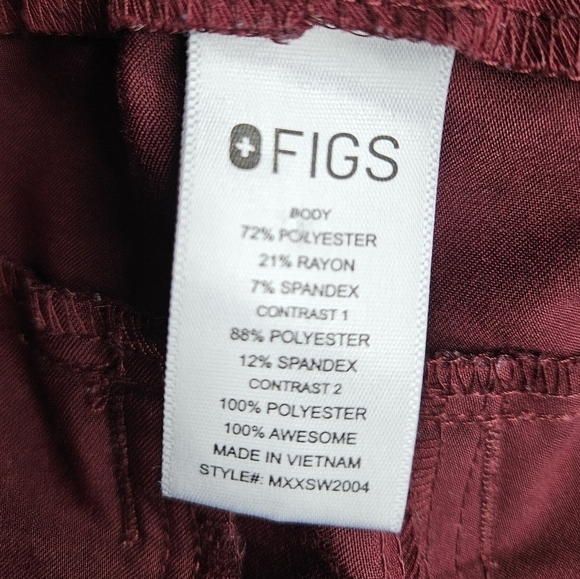 FIGS
BODY
72% POLYESTER
21% RAYON
7% SPANDEX
CONTRAST 1
88% POLYESTER
12% SPANDEX
CONTRAST 2
100% POLYESTER
100% AWESOME
MADE IN VIETNAM
STYLE#: MXXSW2004